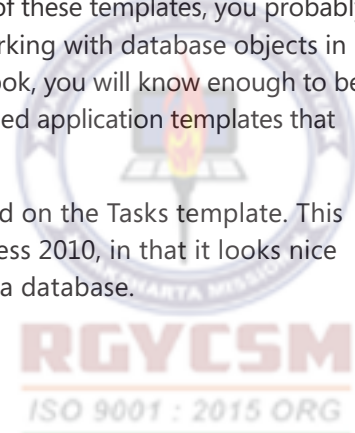 of these templates, you probably
rking with database objects in
ook, you will know enough to be
ed application templates that
d on the Tasks template. This
ess 2010, in that it looks nice
a database.
RGYCSM
ISO 9001 : 2015 ORG